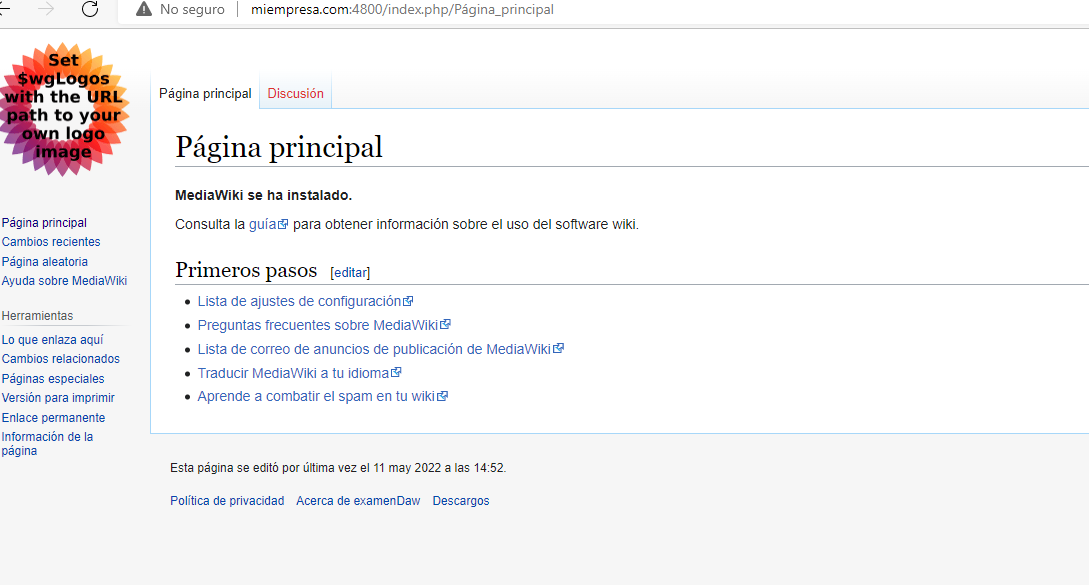 No seguro miempresa.com:4800/index.php/Página_principal
Set
$wgLogos
with the URL
path to your
own logo
image
Página principal Discusión
Página principal
MediaWiki se ha instalado.
Consulta la guía para obtener información sobre el uso del software wiki.
Primeros pasos [editar]
Lista de ajustes de configuración
Preguntas frecuentes sobre MediaWiki
Lista de correo de anuncios de publicación de MediaWiki
Traducir MediaWiki a tu idioma
Aprende a combatir el spam en tu wiki
Página principal
Cambios recientes
Página aleatoria
Ayuda sobre MediaWiki
Herramientas
Lo que enlaza aquí
Cambios relacionados
Páginas especiales
Versión para imprimir
Enlace permanente
Información de la
página
Esta página se editó por última vez el 11 may 2022 a las 14:52.
Política de privacidad Acerca de examenDaw Descargos